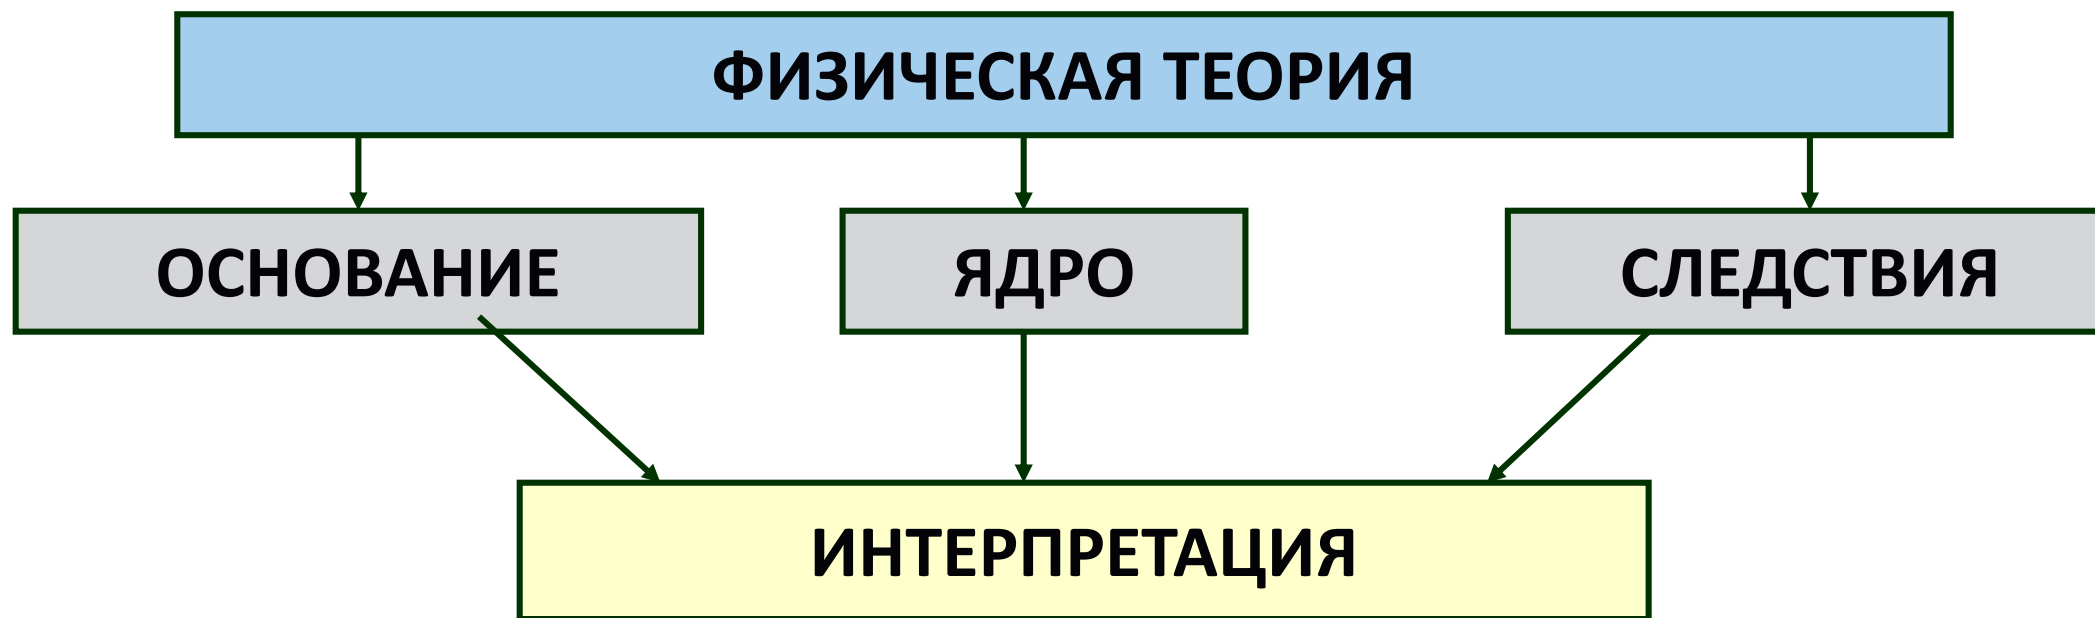 ФИЗИЧЕСКАЯ ТЕОРИЯ
ОСНОВАНИЕ
ЯДРО
СЛЕДСТВИЯ
ИНТЕРПРЕТАЦИЯ